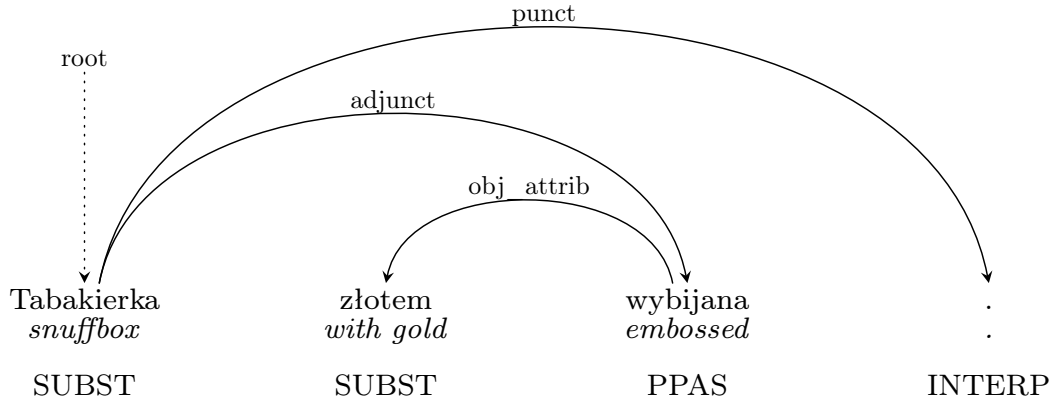 punct
root
adjunct
obj_attrib
Tabakierka złotem wybijana .
snuffbox with gold embossed .
SUBST SUBST PPAS INTERP